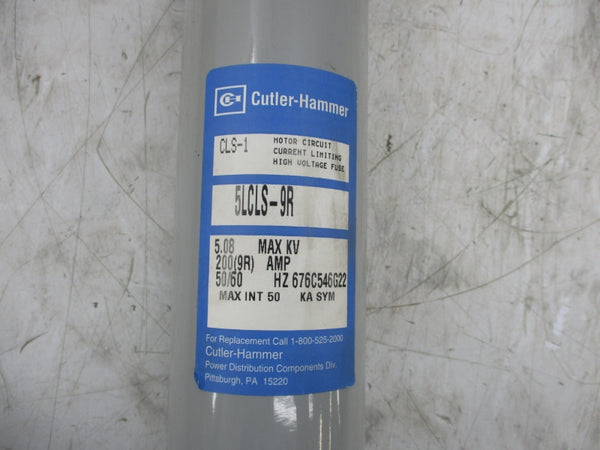 Cutler-Hammer
CLS-1
MOTOR CIRCUIT
CURRENT LIMITING
HIGH VOLTAGE FUSE
5LCLS-9R
5.08 MAX KV
200(9R) AMP
50/60 HZ 676C546G22
MAX INT 50 KA SYM
For Replacement Call 1-800-525-2000
Cutler-Hammer
Power Distribution Components Div.
Pittsburgh, PA 15220